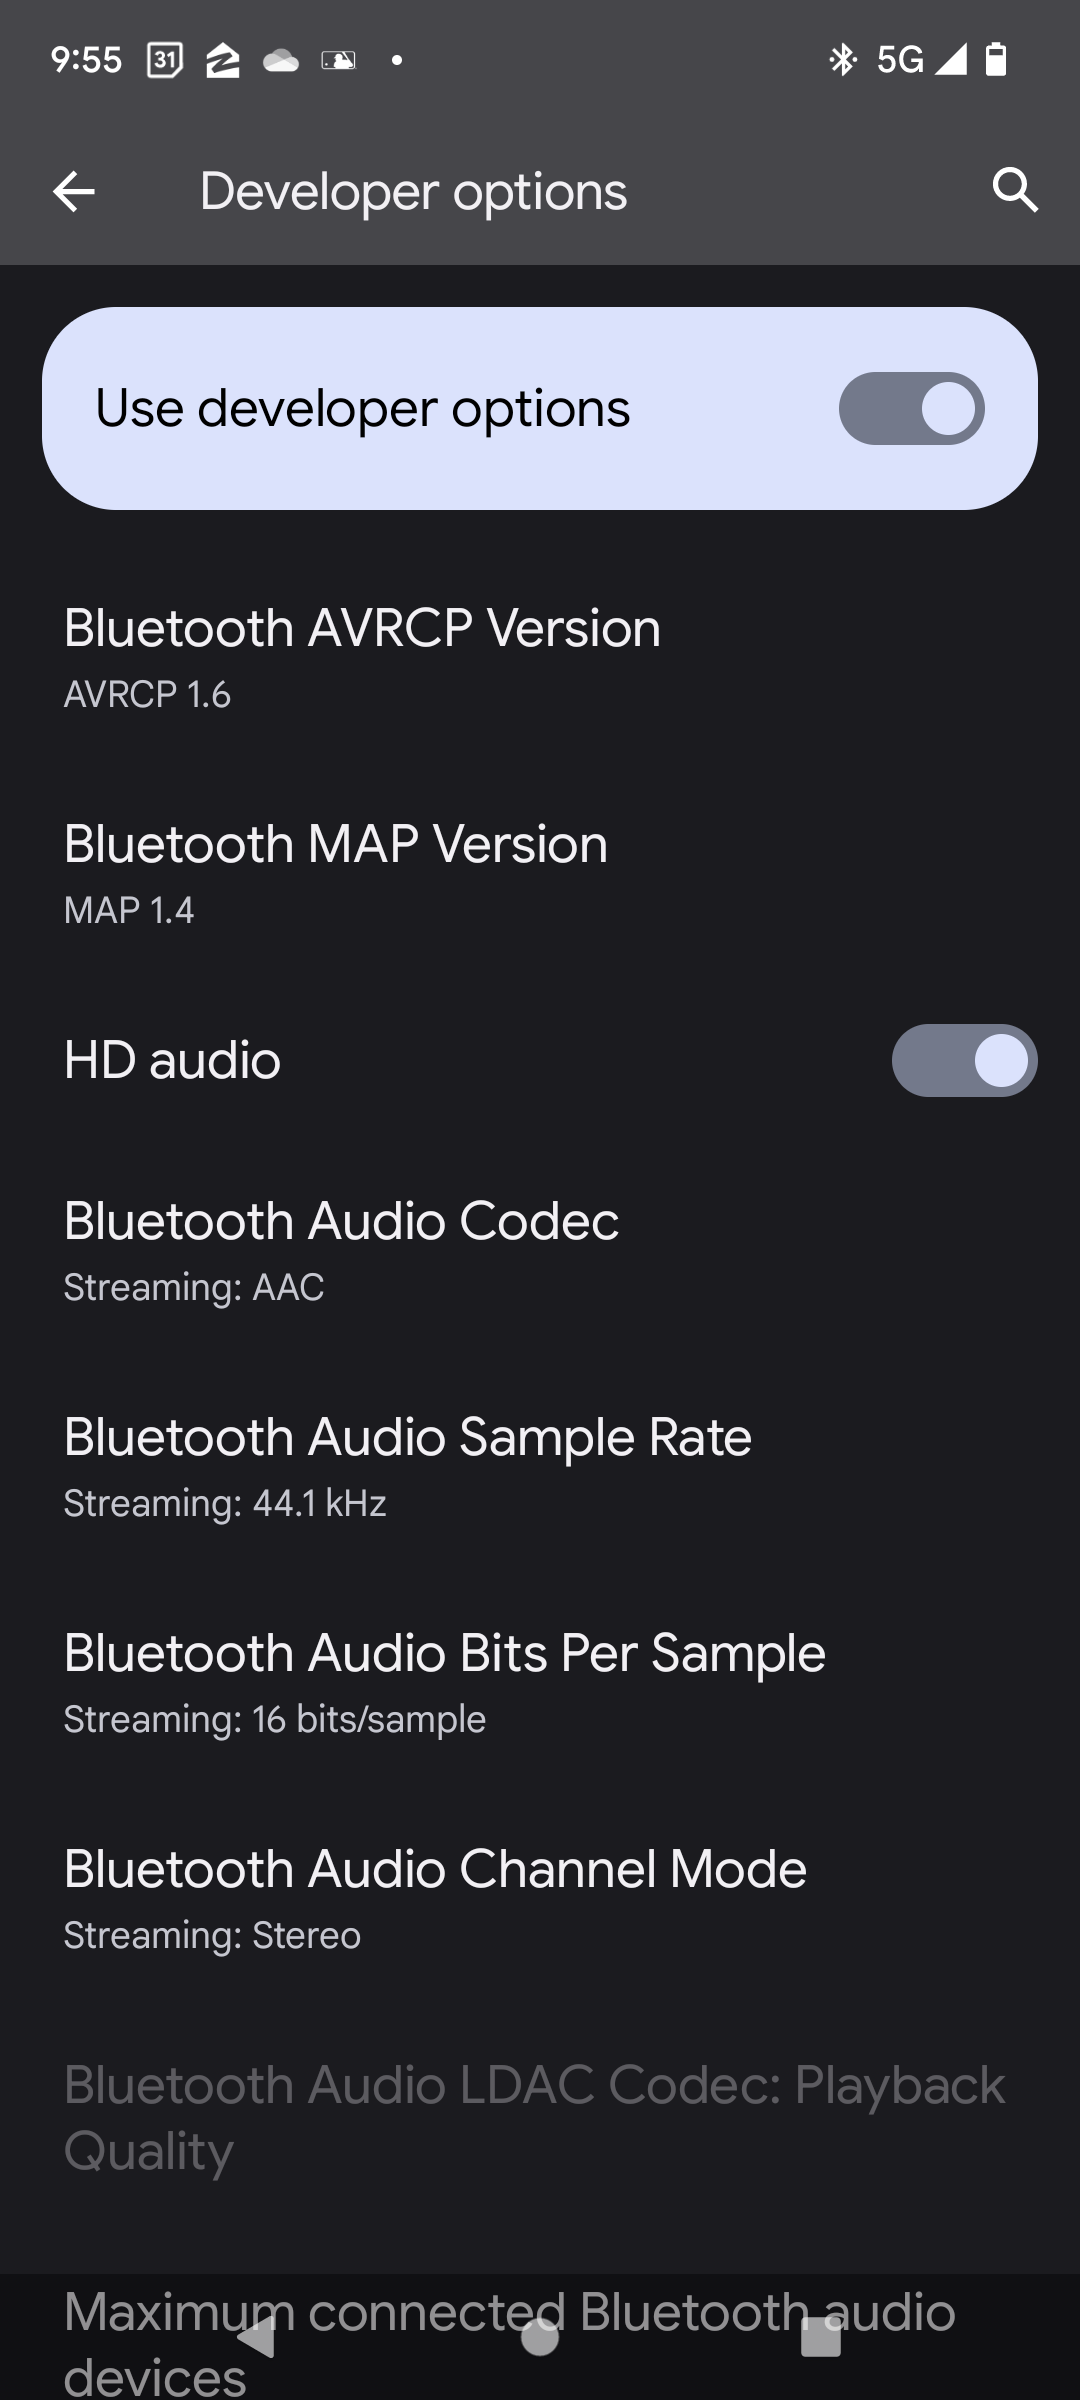 9:55 31 5G
Developer options
Use developer options
Bluetooth AVRCP Version
AVRCP 1.6
Bluetooth MAP Version
MAP 1.4
HD audio
Bluetooth Audio Codec
Streaming: AAC
Bluetooth Audio Sample Rate
Streaming: 44.1 kHz
Bluetooth Audio Bits Per Sample
Streaming: 16 bits/sample
Bluetooth Audio Channel Mode
Streaming: Stereo
Bluetooth Audio LDAC Codec: Playback
Quality
Maximum connected Bluetooth audio
devices